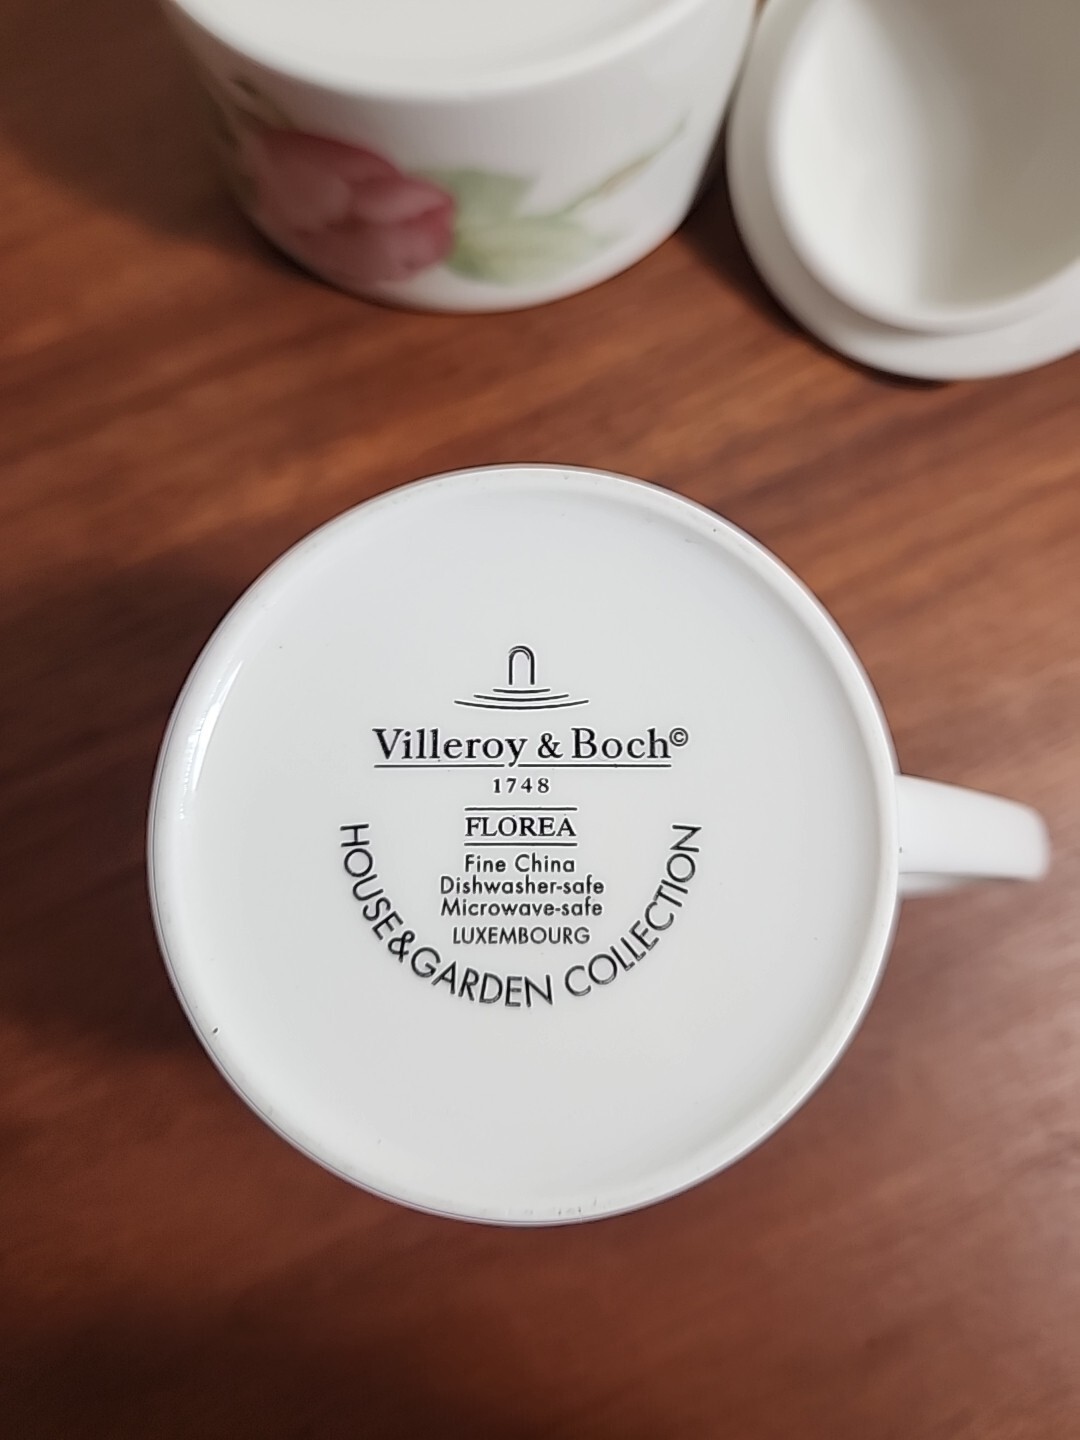 Villeroy & Boch©
1748
FLOREA
Fine China
Dishwasher-safe
Microwave-safe
LUXEMBOURG
HOUSE&GARDEN COLLECTION